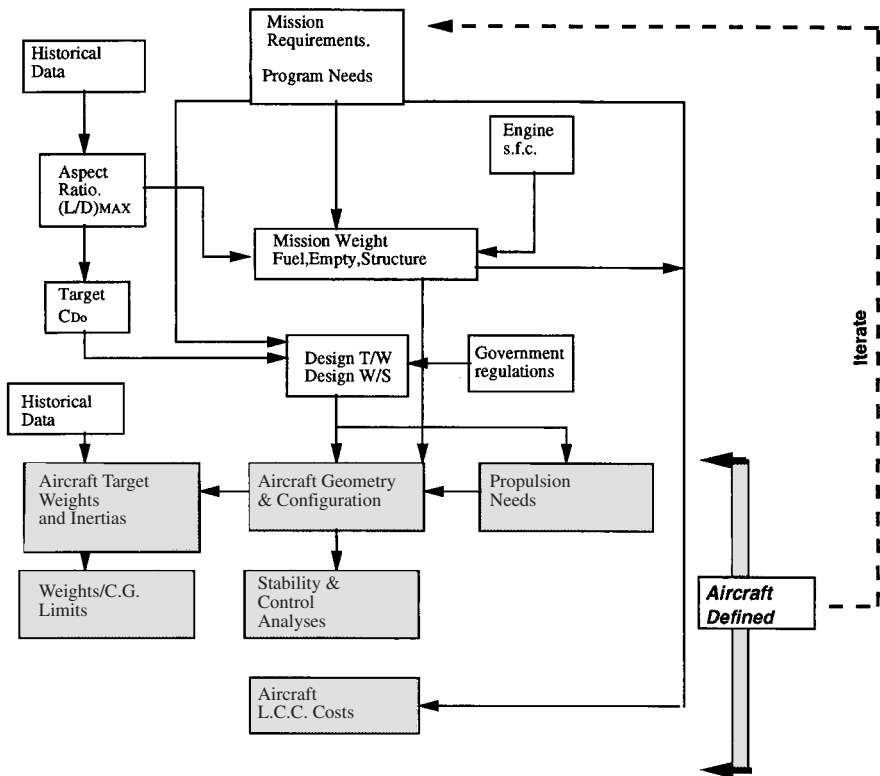 Mission
Requirements.
Program Needs
Historical
Data
Engine
s.f.c.
Aspect
Ratio.
(L/D)MAX
Mission Weight
Fuel,Empty,Structure
Target
CDo
Iterate
Design T/W
Design W/S
Government
regulations
Historical
Data
Aircraft Target
Weights
and Inertias
Aircraft Geometry
& Configuration
Propulsion
Needs
Weights/C.G.
Limits
Stability &
Control
Analyses
Aircraft
Defined
Aircraft
L.C.C. Costs